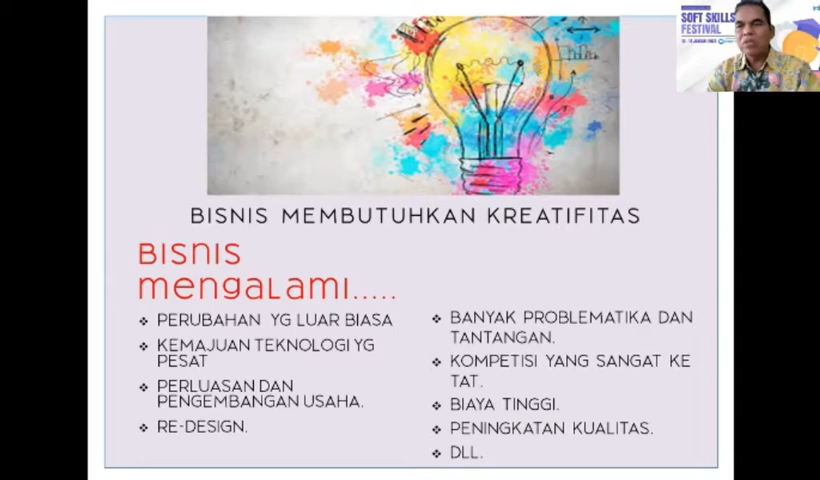 SOFT SKILLS
FESTIVAL
BISNIS MEMBUTUHKAN KREATIFITAS
BISNIS
mengaLami.....
❖ PERUBAHAN YG LUAR BIASA
❖ KEMAJUAN TEKNOLOGI YG
PESAT
❖ PERLUASAN DAN
PENGEMBANGAN USAHA.
❖ RE-DESIGN.
❖ BANYAK PROBLEMATIKA DAN
TANTANGAN.
❖ KOMPETISI YANG SANGAT KE
TAT.
❖ BIAYA TINGGI.
❖ PENINGKATAN KUALITAS.
❖ DLL.